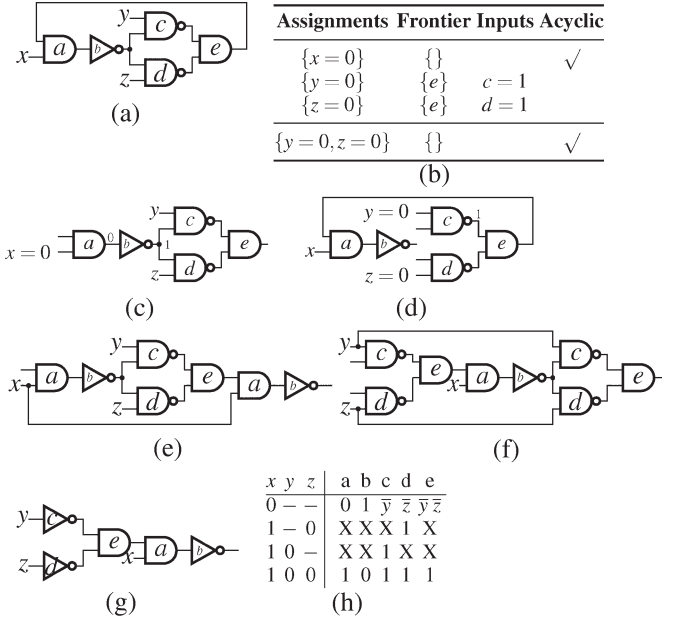 y
c
x
a
b
e
z
d
(a)
Assignments Frontier Inputs Acyclic
{x = 0} {} √
{y = 0} {e} c = 1
{z = 0} {e} d = 1
{y = 0, z = 0} {} √
(b)
y
c
x = 0
a
0
b
1
e
z
d
(c)
y = 0
c
1
x
a
b
e
z = 0
d
(d)
y
c
x
a
b
e
a
b
z
d
(e)
y
c
c
e
x
a
b
e
z
d
d
(f)
y
c
e
x
a
b
z
d
(g)
x y z a b c d e
0 – – 0 1 y̅ z̅ y̅ z̅
1 – 0 X X X 1 X
1 0 – X X 1 X X
1 0 0 1 0 1 1 1
(h)